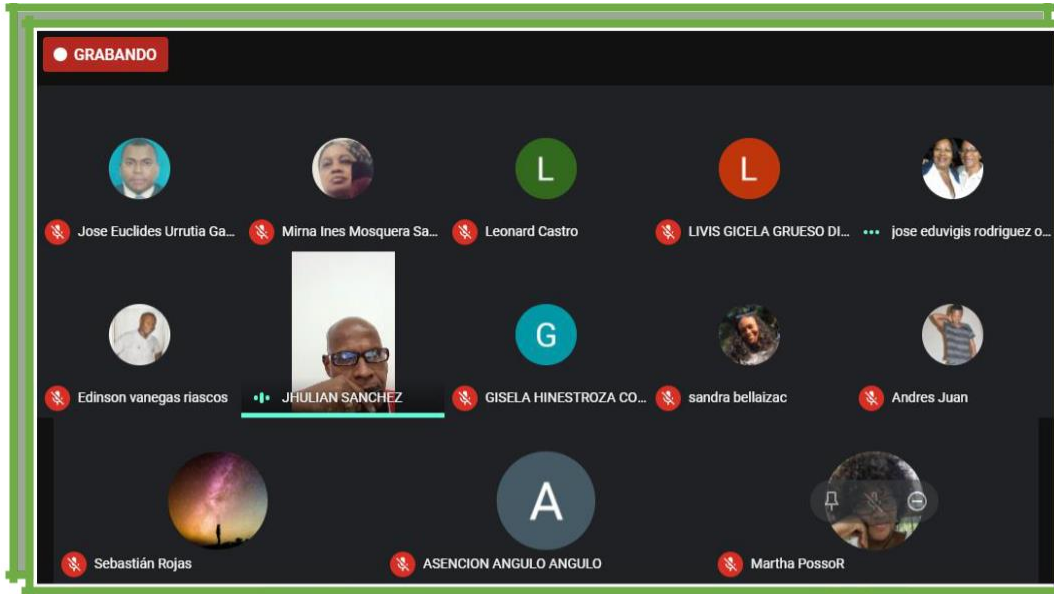 GRABANDO
L
L
Jose Euclides Urrutia Ga...
Mirna Ines Mosquera Sa...
Leonard Castro
LIVIS GICELA GRUESO DI...
jose eduvigis rodriguez o...
G
Edinson vanegas riascos
JHULIAN SANCHEZ
GISELA HINESTROZA CO...
sandra bellaizac
Andres Juan
A
Sebastián Rojas
ASENCION ANGULO ANGULO
Martha PossoR